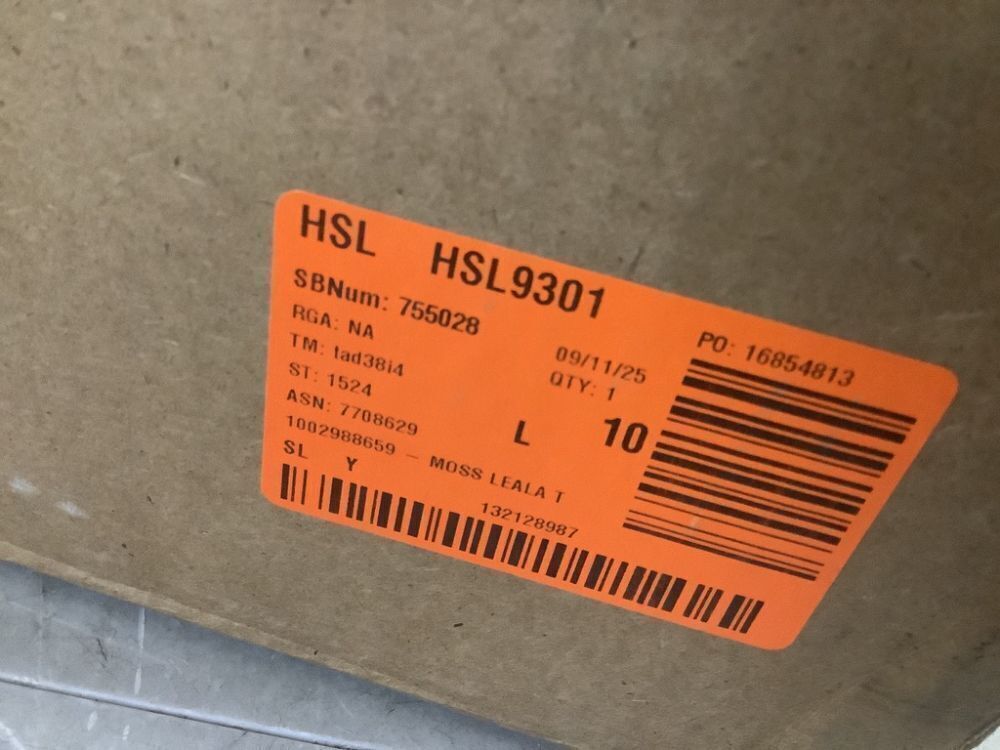 HSL HSL9301
SBNum: 755028
RGA: NA
TM: tad38i4
ST: 1524
ASN: 7708629
1002988659 – MOSS LEALA T
SL Y
09/11/25
QTY: 1
L 10
132128987
PO: 16854813